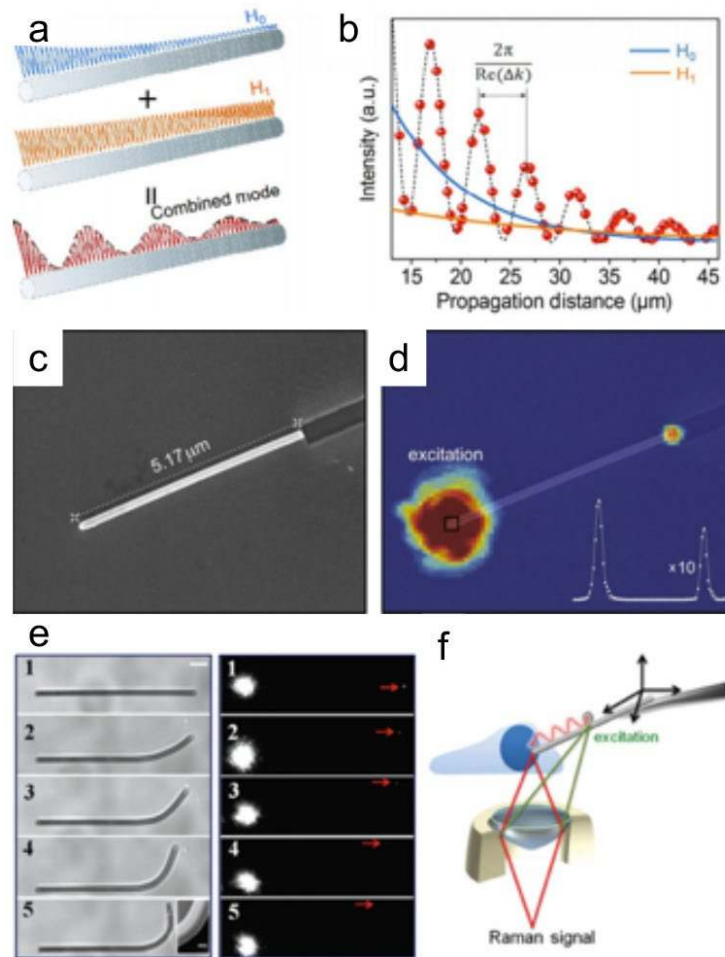 a
H₀
+
H₁
॥
Combined mode
b
2π
Re(Δk)
H₀
H₁
Intensity (a.u.)
15 20 25 30 35 40 45
Propagation distance (μm)
c
5.17 μm
d
excitation
×10
e
1
2
3
4
5
1
2
3
4
5
f
excitation
Raman signal